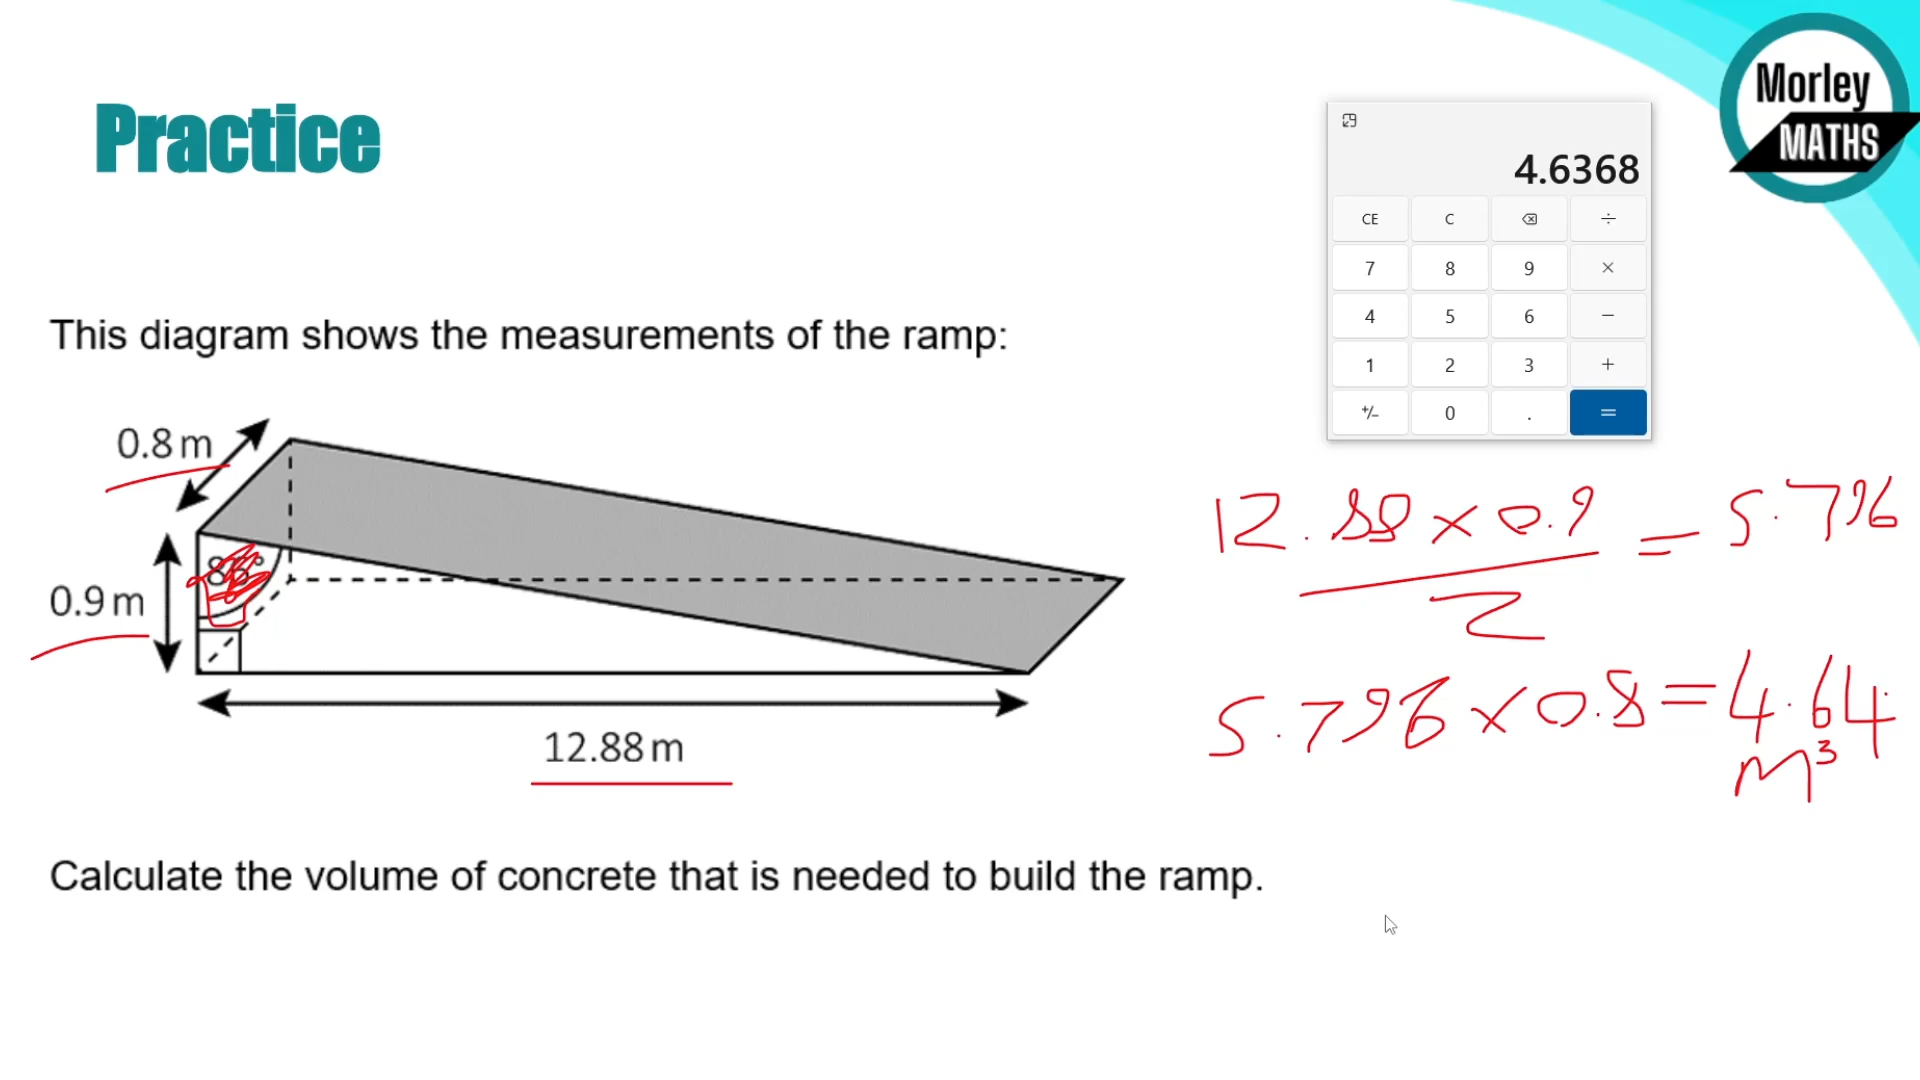 Morley
MATHS
Practice
4.6368
CE C ÷
7 8 9 ×
4 5 6 −
1 2 3 +
+/− 0 . =
This diagram shows the measurements of the ramp:
0.8 m
0.9 m
12.88 m
12.88 × 0.9 = 5.796
2
5.796 × 0.8 = 4.64
m³
Calculate the volume of concrete that is needed to build the ramp.